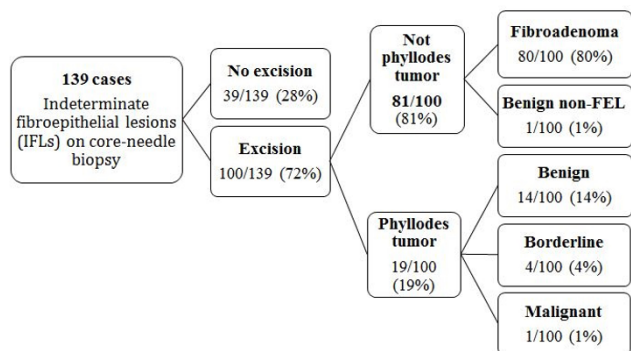 139 cases
Indeterminate
fibroepithelial lesions
(IFLs) on core-needle
biopsy
No excision
39/139 (28%)
Excision
100/139 (72%)
Not
phyllodes
tumor
81/100
(81%)
Phyllodes
tumor
19/100
(19%)
Fibroadenoma
80/100 (80%)
Benign non-FEL
1/100 (1%)
Benign
14/100 (14%)
Borderline
4/100 (4%)
Malignant
1/100 (1%)